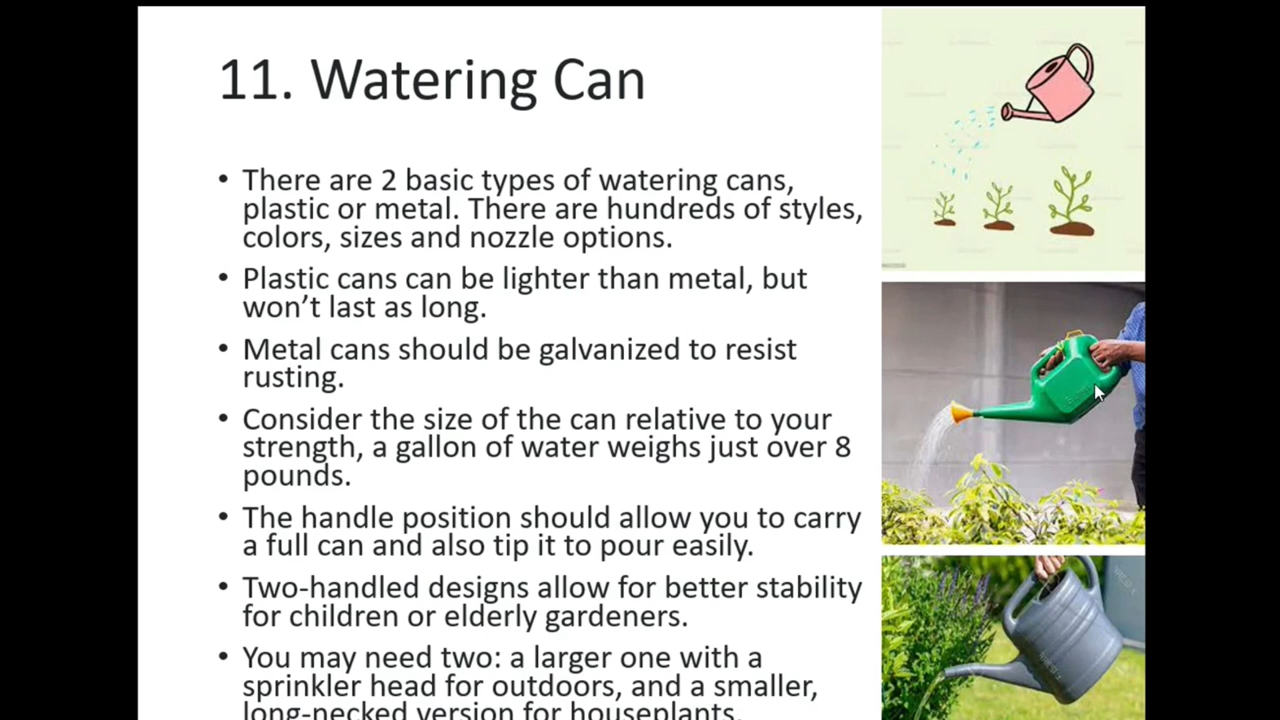 11. Watering Can
• There are 2 basic types of watering cans,
plastic or metal. There are hundreds of styles,
colors, sizes and nozzle options.
• Plastic cans can be lighter than metal, but
won’t last as long.
• Metal cans should be galvanized to resist
rusting.
• Consider the size of the can relative to your
strength, a gallon of water weighs just over 8
pounds.
• The handle position should allow you to carry
a full can and also tip it to pour easily.
• Two-handled designs allow for better stability
for children or elderly gardeners.
• You may need two: a larger one with a
sprinkler head for outdoors, and a smaller,
long-necked version for houseplants.